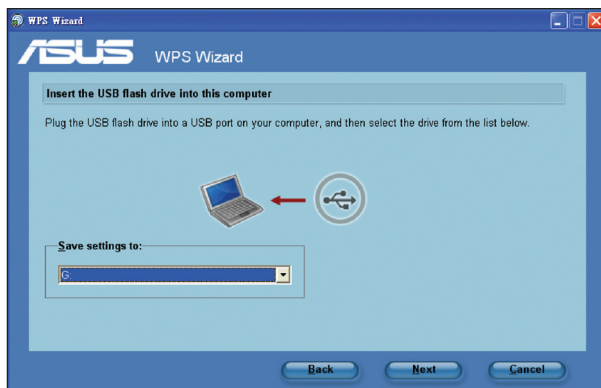 WPS Wizard
ASUS WPS Wizard
Insert the USB flash drive into this computer
Plug the USB flash drive into a USB port on your computer, and then select the drive from the list below.
Save settings to:
G:
Back Next Cancel